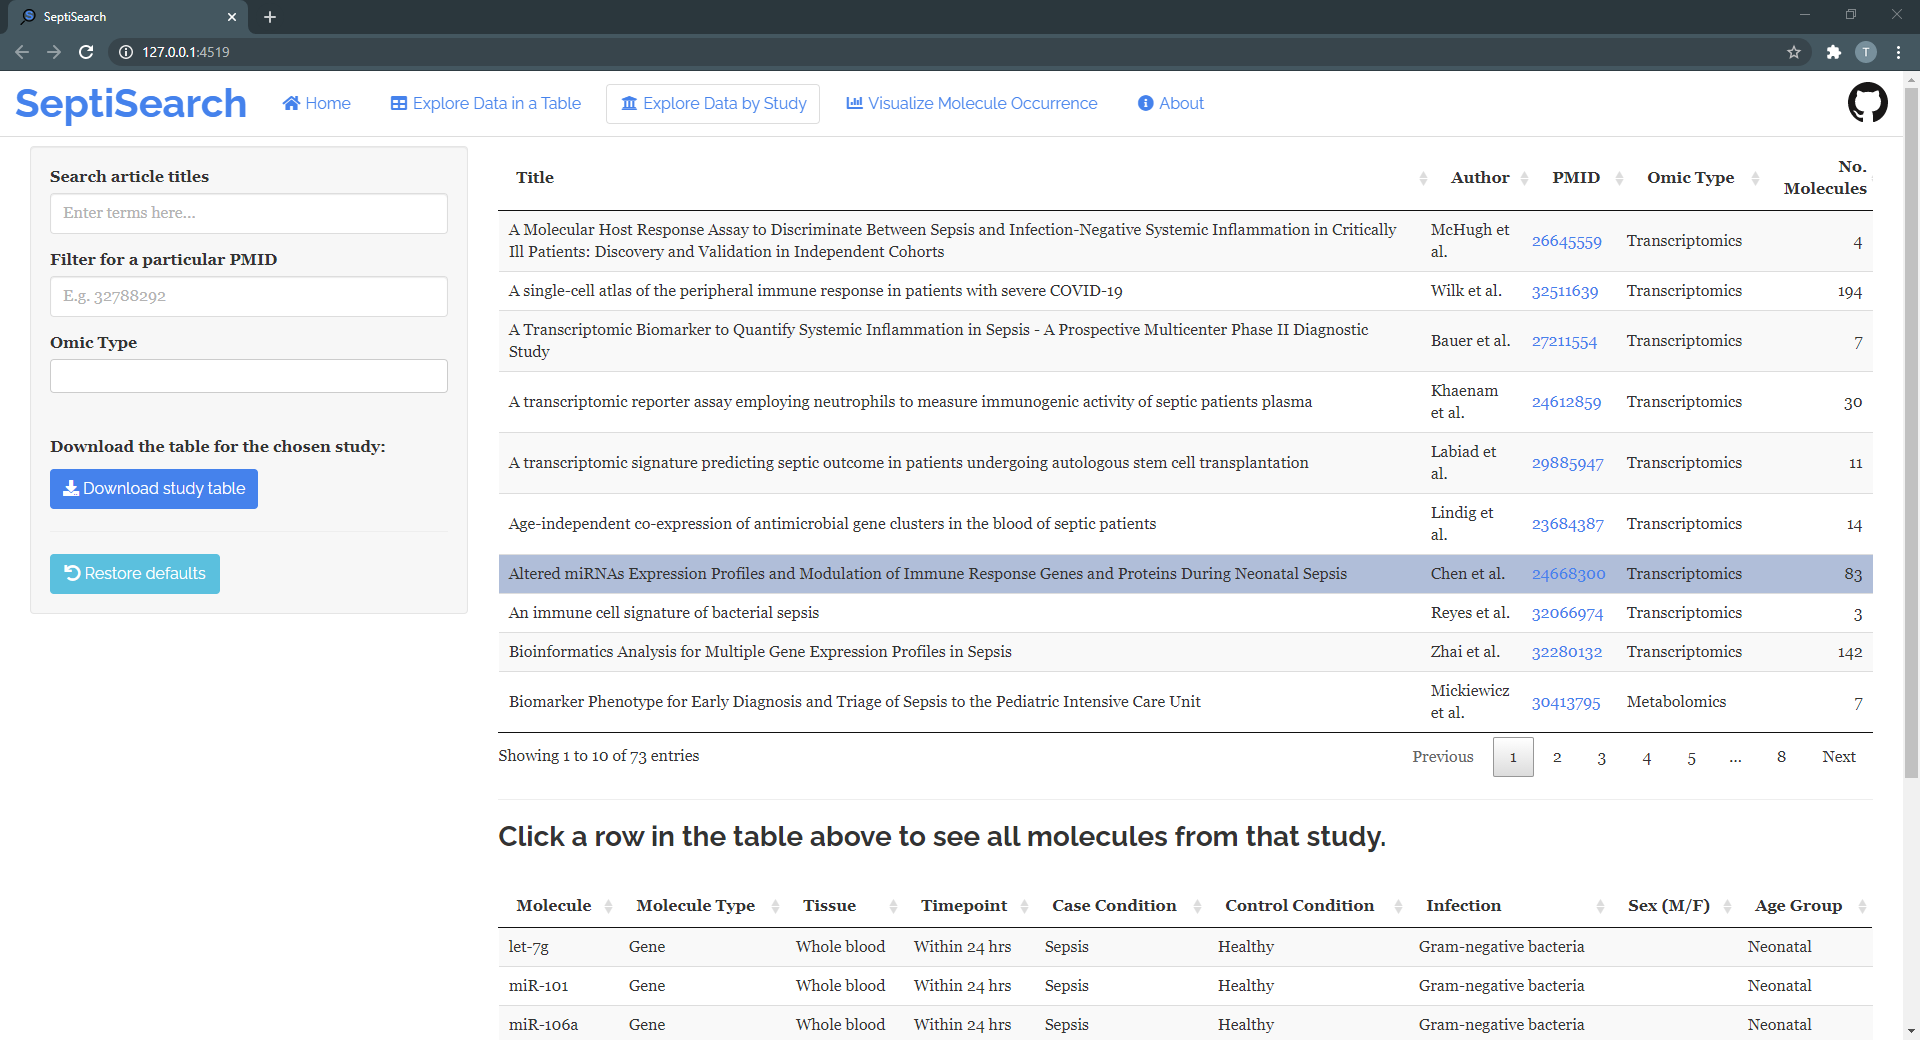 SeptiSearch
127.0.0.1:4519
T
SeptiSearch
Home
Explore Data in a Table
Explore Data by Study
Visualize Molecule Occurrence
About
Search article titles
Enter terms here...
Filter for a particular PMID
E.g. 32788292
Omic Type
Download the table for the chosen study:
Download study table
Restore defaults
Title Author PMID Omic Type No. Molecules
A Molecular Host Response Assay to Discriminate Between Sepsis and Infection-Negative Systemic Inflammation in Critically
Ill Patients: Discovery and Validation in Independent Cohorts
McHugh et
al.
26645559 Transcriptomics 4
A single-cell atlas of the peripheral immune response in patients with severe COVID-19 Wilk et al. 32511639 Transcriptomics 194
A Transcriptomic Biomarker to Quantify Systemic Inflammation in Sepsis - A Prospective Multicenter Phase II Diagnostic
Study
Bauer et al. 27211554 Transcriptomics 7
A transcriptomic reporter assay employing neutrophils to measure immunogenic activity of septic patients plasma
Khaenam
et al.
24612859 Transcriptomics 30
A transcriptomic signature predicting septic outcome in patients undergoing autologous stem cell transplantation
Labiad et
al.
29885947 Transcriptomics 11
Age-independent co-expression of antimicrobial gene clusters in the blood of septic patients
Lindig et
al.
23684387 Transcriptomics 14
Altered miRNAs Expression Profiles and Modulation of Immune Response Genes and Proteins During Neonatal Sepsis Chen et al. 24668300 Transcriptomics 83
An immune cell signature of bacterial sepsis Reyes et al. 32066974 Transcriptomics 3
Bioinformatics Analysis for Multiple Gene Expression Profiles in Sepsis Zhai et al. 32280132 Transcriptomics 142
Biomarker Phenotype for Early Diagnosis and Triage of Sepsis to the Pediatric Intensive Care Unit
Mickiewicz
et al.
30413795 Metabolomics 7
Showing 1 to 10 of 73 entries
Previous 1 2 3 4 5 ... 8 Next
Click a row in the table above to see all molecules from that study.
Molecule Molecule Type Tissue Timepoint Case Condition Control Condition Infection Sex (M/F) Age Group
let-7g Gene Whole blood Within 24 hrs Sepsis Healthy Gram-negative bacteria Neonatal
miR-101 Gene Whole blood Within 24 hrs Sepsis Healthy Gram-negative bacteria Neonatal
miR-106a Gene Whole blood Within 24 hrs Sepsis Healthy Gram-negative bacteria Neonatal